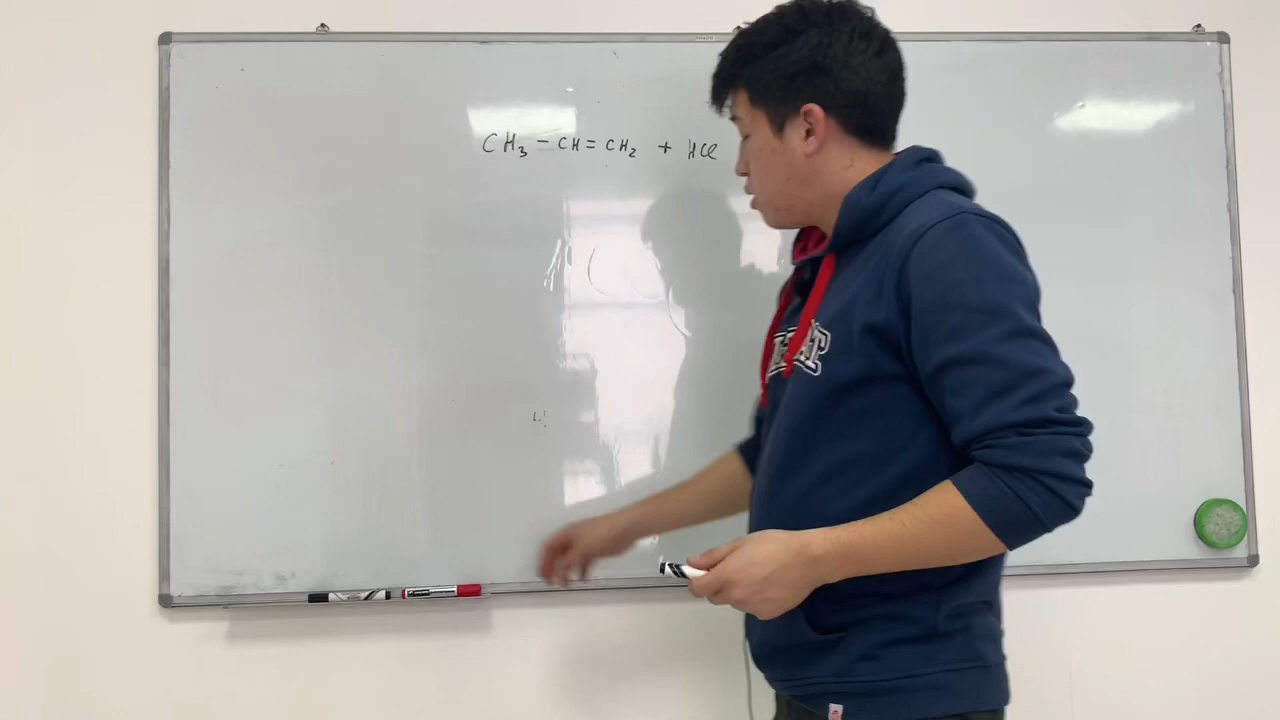 CH₃ – CH = CH₂ + HCl